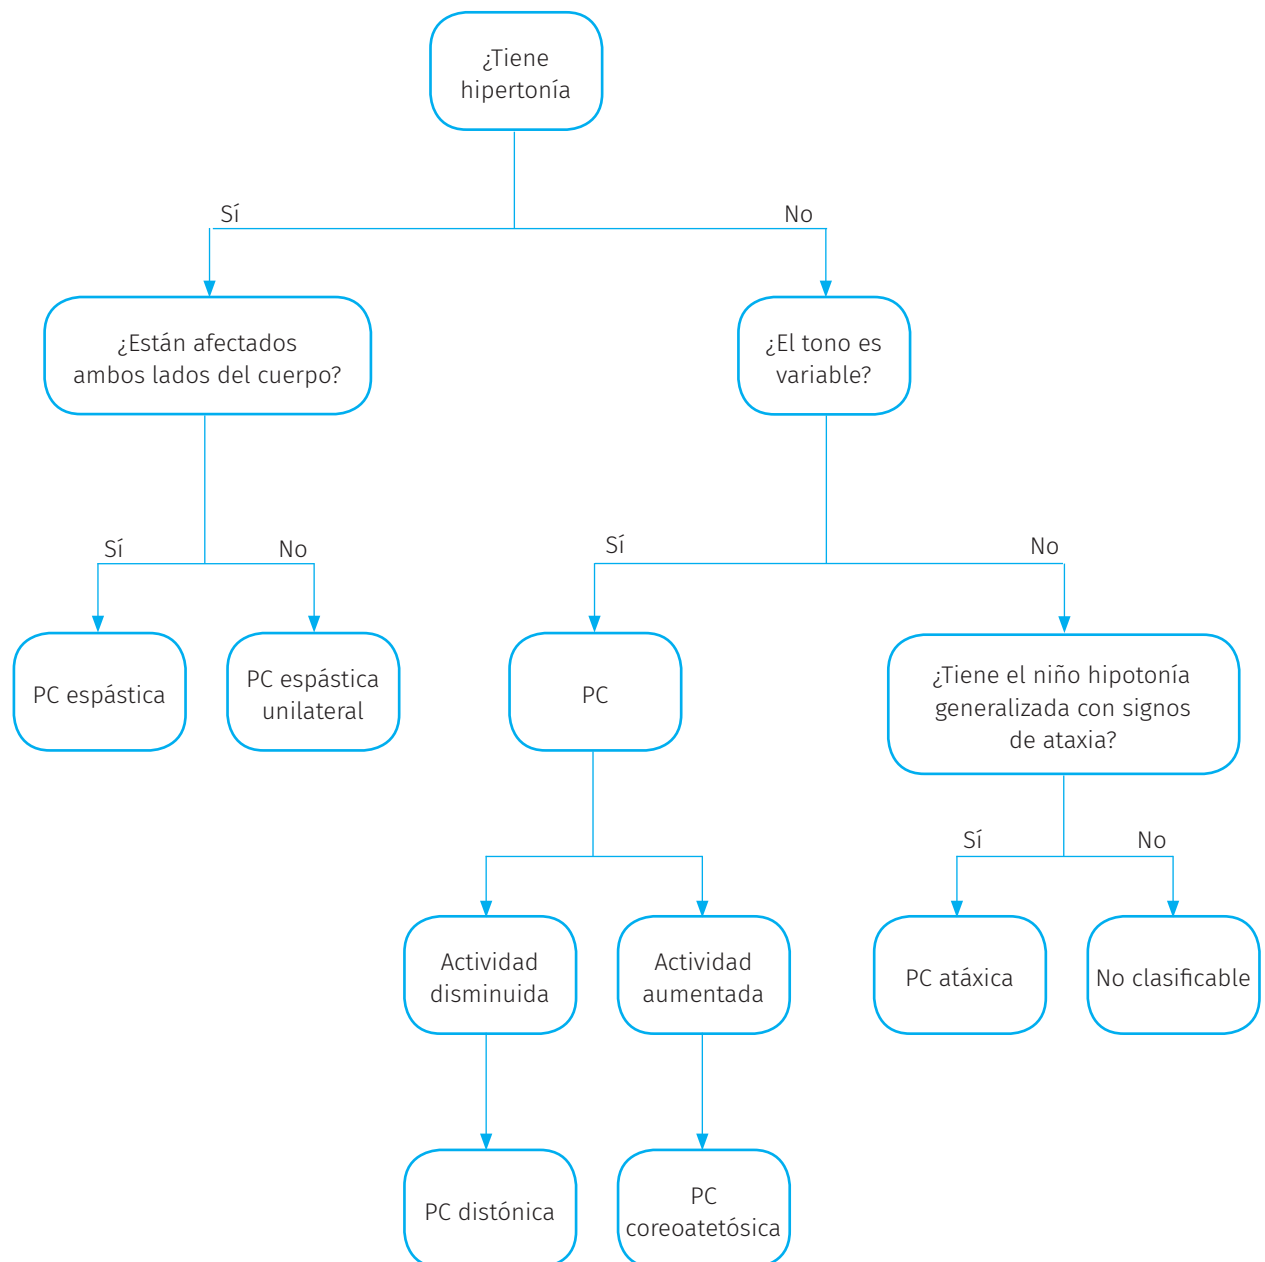 ¿Tiene
hipertonía
Sí
No
¿Están afectados
ambos lados del cuerpo?
¿El tono es
variable?
Sí
No
Sí
No
PC espástica
PC espástica
unilateral
PC
¿Tiene el niño hipotonía
generalizada con signos
de ataxia?
Sí
No
Actividad
disminuida
Actividad
aumentada
PC atáxica
No clasificable
PC distónica
PC
coreoatetósica